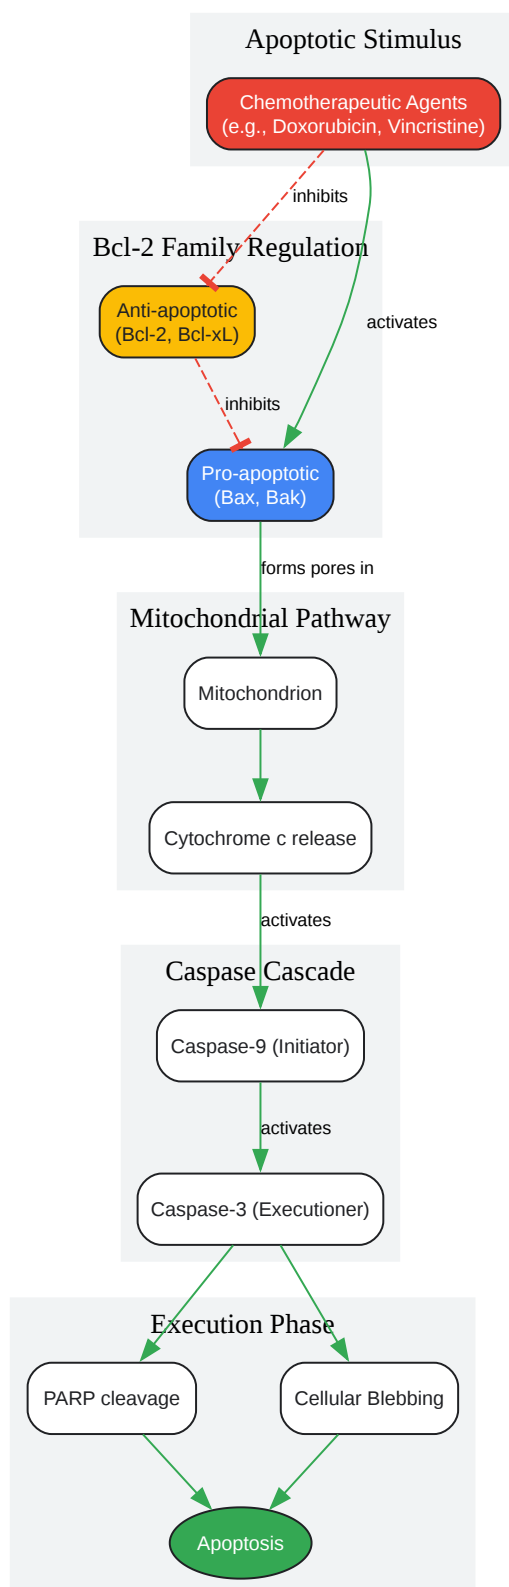 Apoptotic Stimulus
Chemotherapeutic Agents
(e.g., Doxorubicin, Vincristine)
inhibits
Bcl-2 Family Regulation
Anti-apoptotic
(Bcl-2, Bcl-xL)
activates
inhibits
Pro-apoptotic
(Bax, Bak)
forms pores in
Mitochondrial Pathway
Mitochondrion
Cytochrome c release
activates
Caspase Cascade
Caspase-9 (Initiator)
activates
Caspase-3 (Executioner)
Execution Phase
PARP cleavage
Cellular Blebbing
Apoptosis